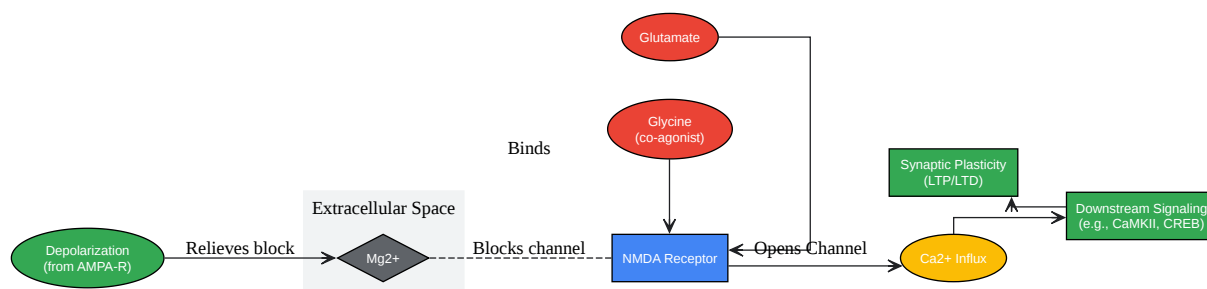 Glutamate
Glycine
(co-agonist)
Binds
Synaptic Plasticity
(LTP/LTD)
Extracellular Space
Downstream Signaling
(e.g., CaMKII, CREB)
Depolarization
(from AMPA-R)
Relieves block
Mg2+
Blocks channel
NMDA Receptor
Opens Channel
Ca2+ Influx